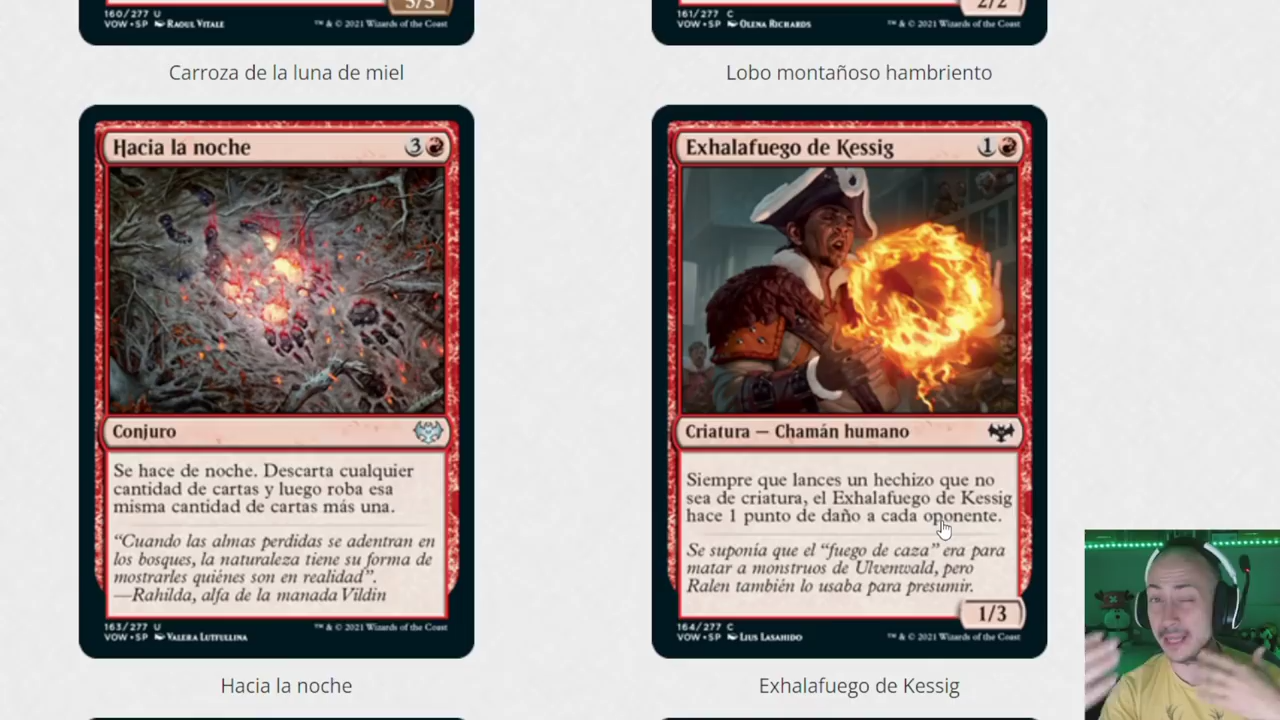 5/5
160/277 U
VOW • SP RAOUL VITALE
™ & © 2021 Wizards of the Coast
2/2
161/277 C
VOW • SP OLENA RICHARDS
™ & © 2021 Wizards of the Coast
Carroza de la luna de miel
Lobo montañoso hambriento
Hacia la noche 3
Conjuro
Se hace de noche. Descarta cualquier
cantidad de cartas y luego roba esa
misma cantidad de cartas más una.
“Cuando las almas perdidas se adentran en
los bosques, la naturaleza tiene su forma de
mostrarles quiénes son en realidad”.
—Rahilda, alfa de la manada Vildin
163/277 U
VOW • SP VALERA LUTFULLINA
™ & © 2021 Wizards of the Coast
Hacia la noche
Exhalafuego de Kessig 1
Criatura — Chamán humano
Siempre que lances un hechizo que no
sea de criatura, el Exhalafuego de Kessig
hace 1 punto de daño a cada oponente.
Se suponía que el “fuego de caza” era para
matar a monstruos de Ulvenwald, pero
Ralen también lo usaba para presumir.
1/3
164/277 C
VOW • SP LIUS LASAHIDO
™ & © 2021 Wizards of the Coast
Exhalafuego de Kessig